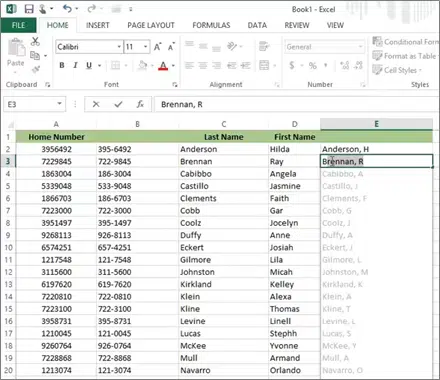 Book1 - Excel
FILE HOME INSERT PAGE LAYOUT FORMULAS DATA REVIEW VIEW
Paste
Calibri 11 A A
General
Conditional Form
Format as Table
Cell Styles
B I U
$ % ,
Clipboard Font Alignment Number Styles
E3 Brennan, R
A B C D E
1 Home Number Last Name First Name
2 3956492 395-6492 Anderson Hilda Anderson, H
3 7229845 722-9845 Brennan Ray Brennan, R
4 1863004 186-3004 Cabibbo Angela Cabibbo, A
5 5339048 533-9048 Castillo Jasmine Castillo, J
6 1866703 186-6703 Clements Faith Clements, F
7 7223000 722-3000 Cobb Gar Cobb, G
8 3951497 395-1497 Coolz Jocelyn Coolz, J
9 9268113 926-8113 Duffy Anne Duffy, A
10 6574251 657-4251 Eckert Josiah Eckert, J
11 1217548 121-7548 Gilmore Lila Gilmore, L
12 3115600 311-5600 Johnston Micah Johnston, M
13 6197620 619-7620 Kirkland Kelley Kirkland, K
14 7220810 722-0810 Klein Alexa Klein, A
15 7223100 722-3100 Kline Thomas Kline, T
16 3958731 395-8731 Levine Linell Levine, L
17 1210045 121-0045 Lucas Stephh Lucas, S
18 9260764 926-0764 McKee Yvonne McKee, Y
19 7228868 722-8868 Mull Armand Mull, A
20 1213074 121-3074 Navarro Orlando Navarro, O